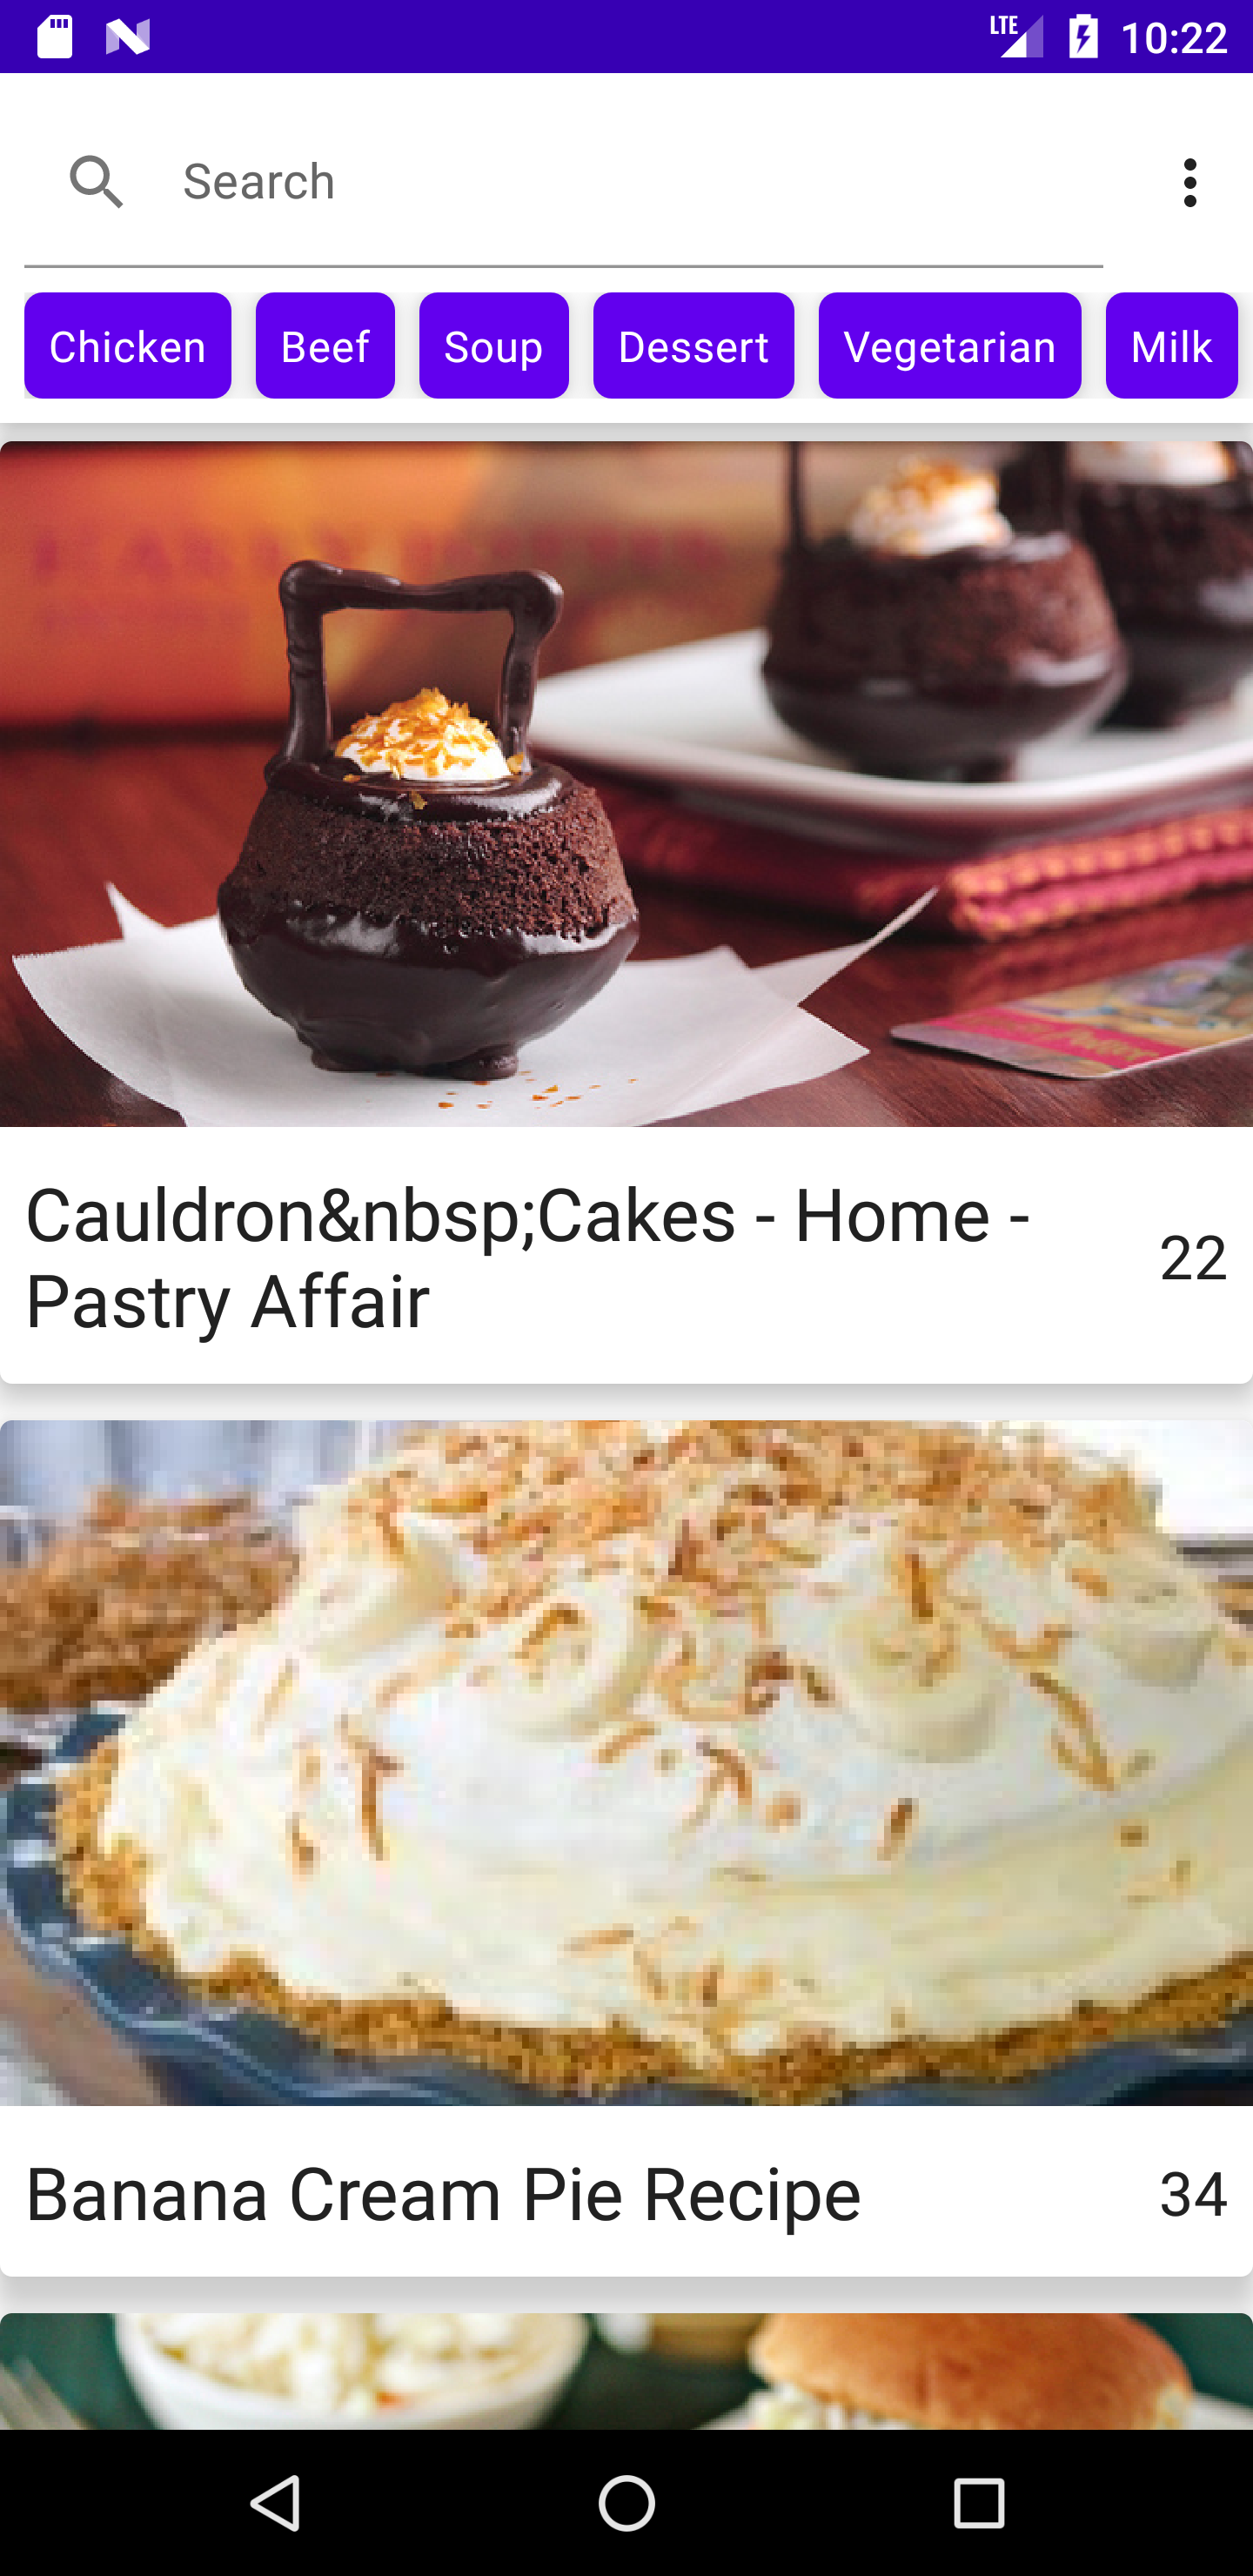 LTE 10:22
Search
Chicken Beef Soup Dessert Vegetarian Milk
Cauldron&nbsp;Cakes - Home -
Pastry Affair
22
Banana Cream Pie Recipe 34